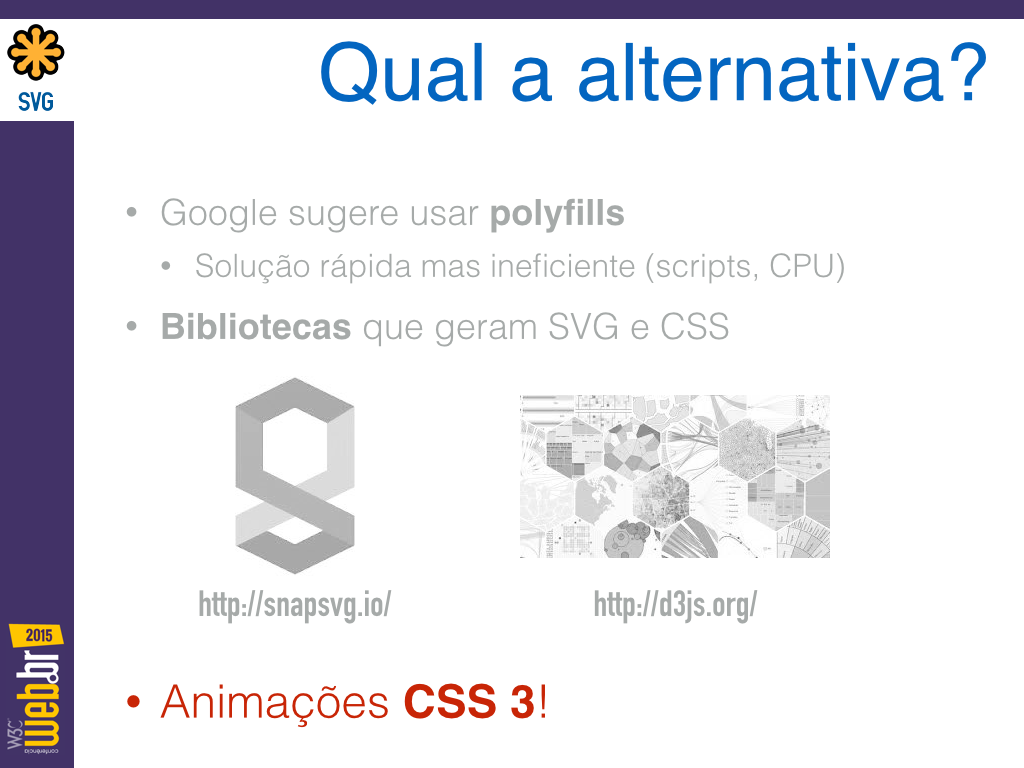 SVG
Qual a alternativa?
• Google sugere usar polyfills
• Solução rápida mas ineficiente (scripts, CPU)
• Bibliotecas que geram SVG e CSS
http://snapsvg.io/
http://d3js.org/
• Animações CSS 3!
2015
W3C
conferência
web.br